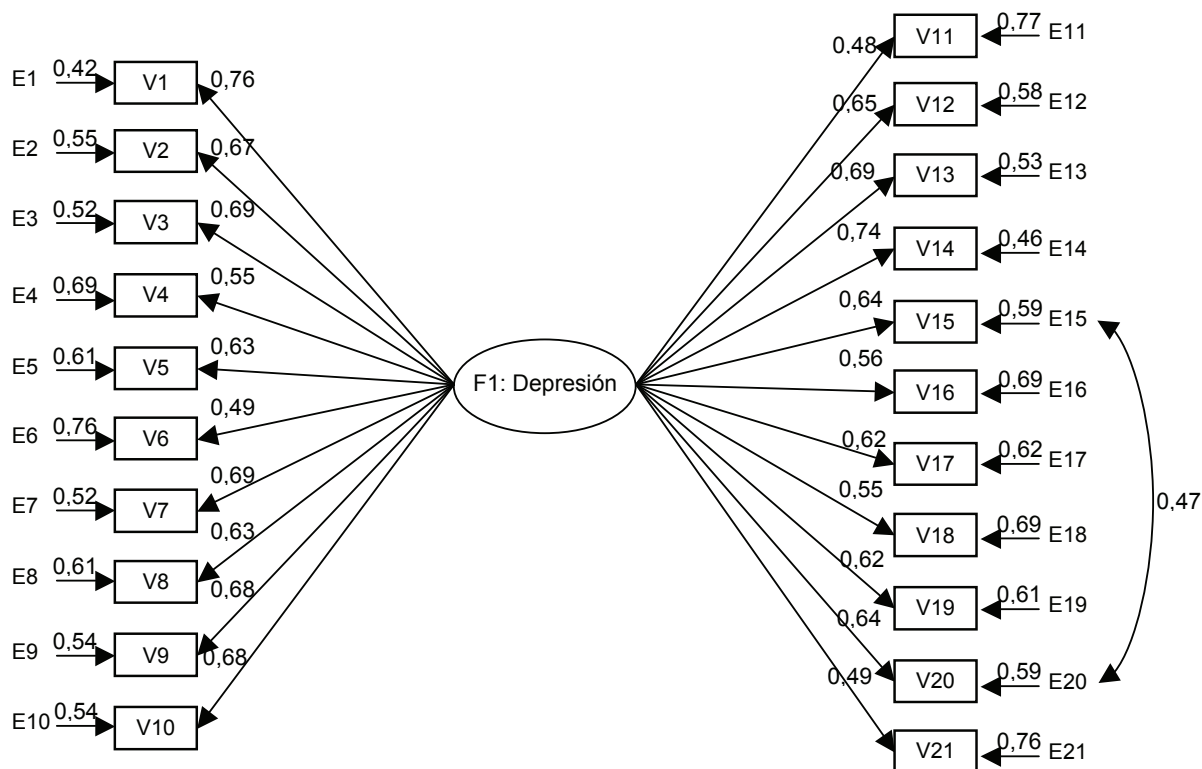 E1 0,42 V1 0,76
E2 0,55 V2 0,67
E3 0,52 V3 0,69
E4 0,69 V4 0,55
E5 0,61 V5 0,63
E6 0,76 V6 0,49
E7 0,52 V7 0,69
E8 0,61 V8 0,63
E9 0,54 V9 0,68
E10 0,54 V10 0,68
F1: Depresión
0,48 V11 0,77 E11
0,65 V12 0,58 E12
0,69 V13 0,53 E13
0,74 V14 0,46 E14
0,64 V15 0,59 E15
0,56 V16 0,69 E16
0,62 V17 0,62 E17
0,55 V18 0,69 E18
0,62 V19 0,61 E19
0,64 V20 0,59 E20
0,49 V21 0,76 E21
0,47